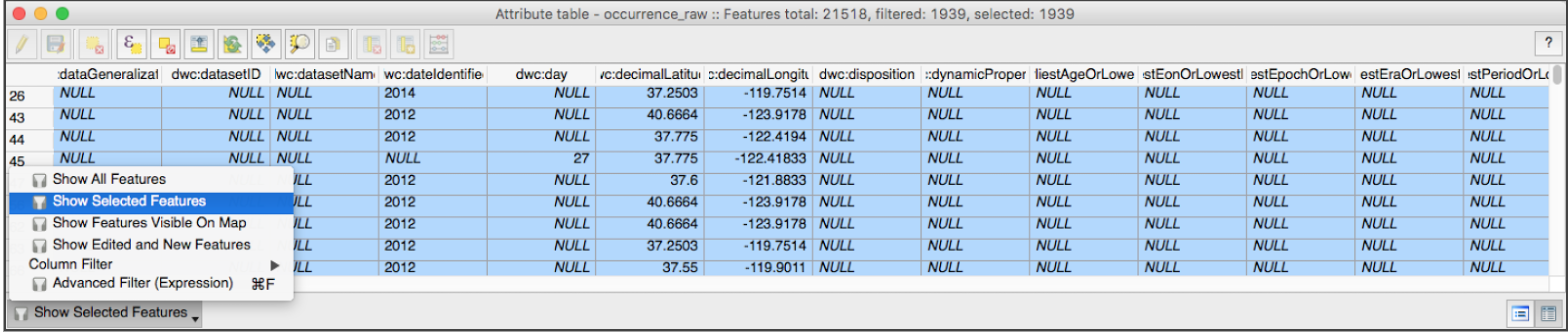 Attribute table - occurrence_raw :: Features total: 21518, filtered: 1939, selected: 1939
ε ?
:dataGeneralizat dwc:datasetID lwc:datasetNam wc:dateIdentifie dwc:day vc:decimalLatitu c:decimalLongitu dwc:disposition ::dynamicProper liestAgeOrLowe estEonOrLowestI estEpochOrLow estEraOrLowest stPeriodOrLo
26 NULL NULL NULL 2014 NULL 37.2503 -119.7514 NULL NULL NULL NULL NULL NULL NULL
43 NULL NULL NULL 2012 NULL 40.6664 -123.9178 NULL NULL NULL NULL NULL NULL NULL
44 NULL NULL NULL 2012 NULL 37.775 -122.4194 NULL NULL NULL NULL NULL NULL NULL
45 NULL NULL NULL NULL 27 37.775 -122.41833 NULL NULL NULL NULL NULL NULL NULL
Show All Features ULL 2012 NULL 37.6 -121.8833 NULL NULL NULL NULL NULL NULL NULL
Show Selected Features ULL 2012 NULL 40.6664 -123.9178 NULL NULL NULL NULL NULL NULL NULL
Show Features Visible On Map ULL 2012 NULL 40.6664 -123.9178 NULL NULL NULL NULL NULL NULL NULL
Show Edited and New Features ULL 2012 NULL 37.2503 -119.7514 NULL NULL NULL NULL NULL NULL NULL
Column Filter ULL 2012 NULL 37.55 -119.9011 NULL NULL NULL NULL NULL NULL NULL
Advanced Filter (Expression) ⌘F
Show Selected Features